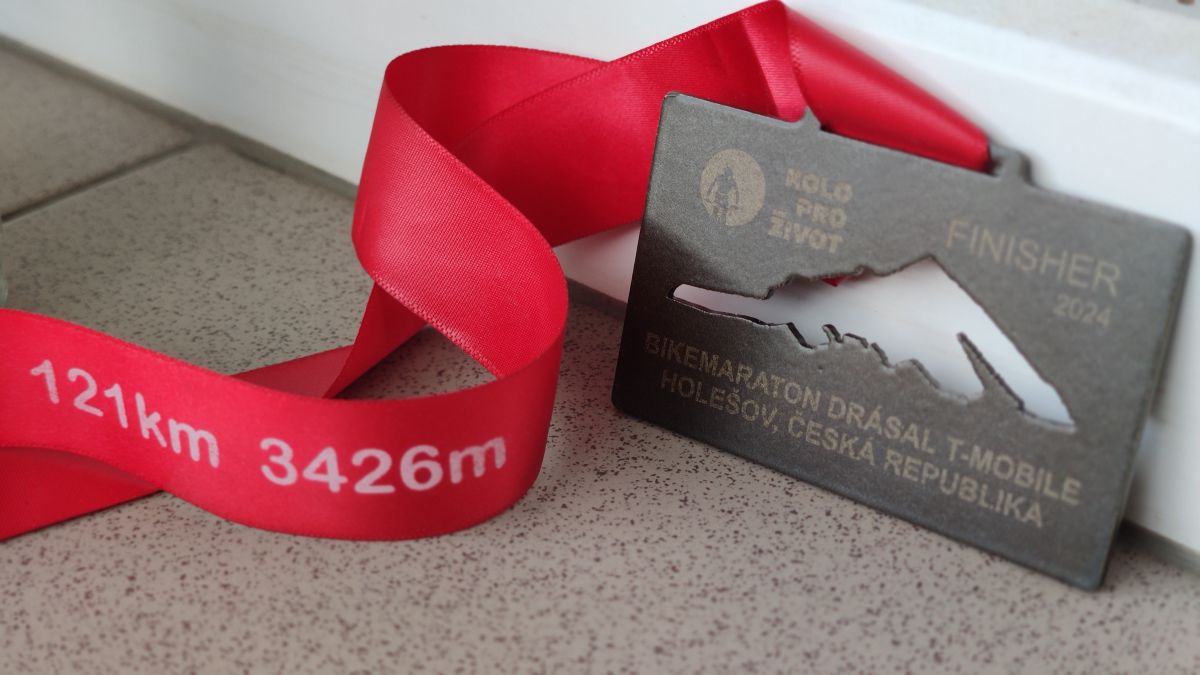 KOLO
PRO
ŽIVOT
FINISHER
2024
BIKEMARATON DRÁSAL T-MOBILE
HOLEŠOV, ČESKÁ REPUBLIKA
121km 3426m